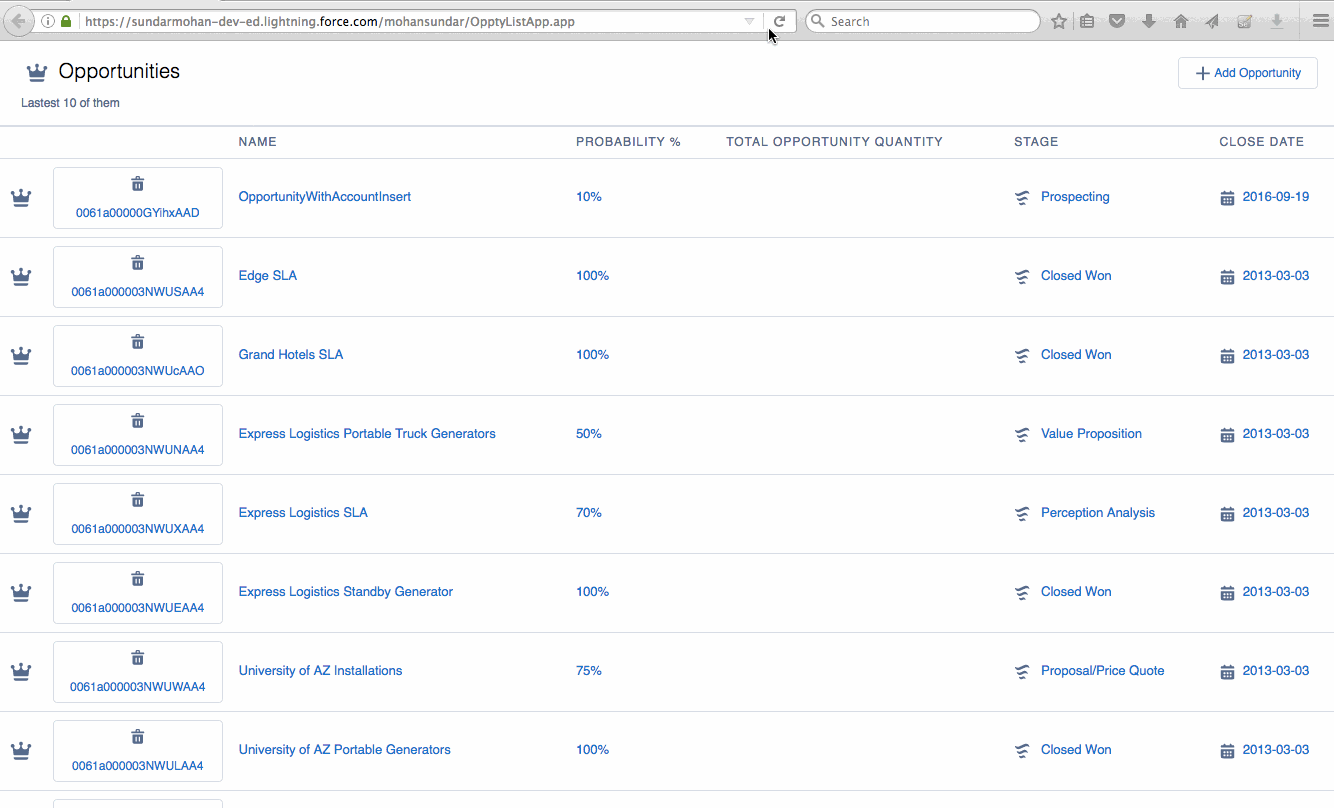 https://sundarmohan-dev-ed.lightning.force.com/mohansundar/OpptyListApp.app
Search
Opportunities
Add Opportunity
Lastest 10 of them
NAME PROBABILITY % TOTAL OPPORTUNITY QUANTITY STAGE CLOSE DATE
0061a00000GYihxAAD OpportunityWithAccountInsert 10% Prospecting 2016-09-19
0061a000003NWUSAA4 Edge SLA 100% Closed Won 2013-03-03
0061a000003NWUcAAO Grand Hotels SLA 100% Closed Won 2013-03-03
0061a000003NWUNAA4 Express Logistics Portable Truck Generators 50% Value Proposition 2013-03-03
0061a000003NWUXAA4 Express Logistics SLA 70% Perception Analysis 2013-03-03
0061a000003NWUEAA4 Express Logistics Standby Generator 100% Closed Won 2013-03-03
0061a000003NWUWAA4 University of AZ Installations 75% Proposal/Price Quote 2013-03-03
0061a000003NWULAA4 University of AZ Portable Generators 100% Closed Won 2013-03-03